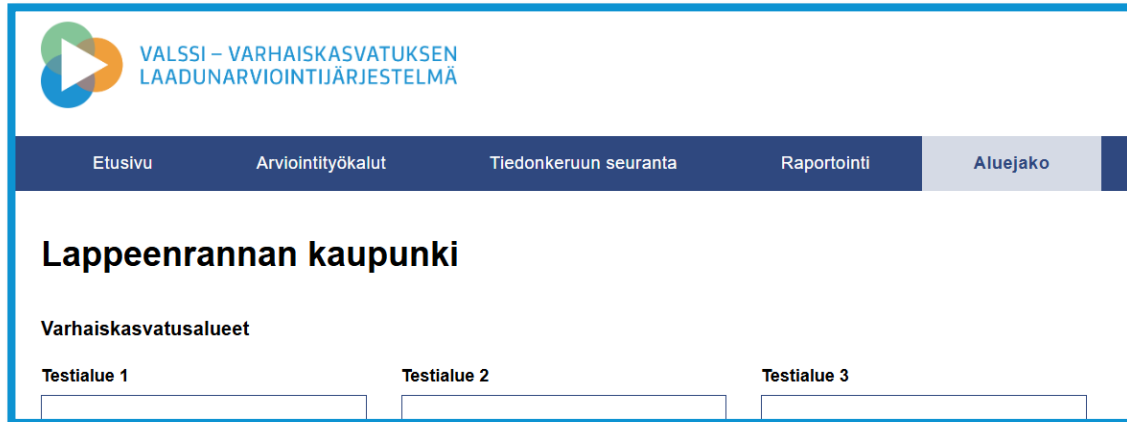 VALSSI – VARHAISKASVATUKSEN
LAADUNARVIOINTIJÄRJESTELMÄ
Etusivu Arviointityökalut Tiedonkeruun seuranta Raportointi Aluejako
Lappeenrannan kaupunki
Varhaiskasvatusalueet
Testialue 1 Testialue 2 Testialue 3